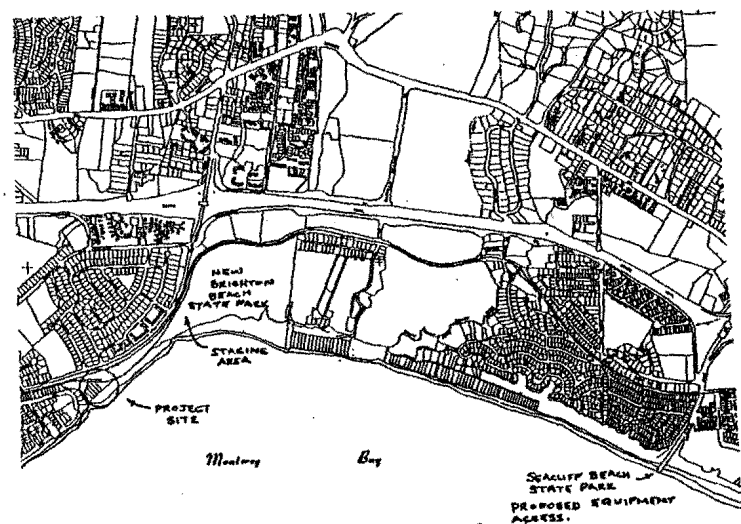 NEW
BRIGHTON
BEACH
STATE PARK
STAGING
AREA
PROJECT
SITE
Monterey Bay
SEACLIFF BEACH
STATE PARK
PROPOSED EQUIPMENT
ACCESS.